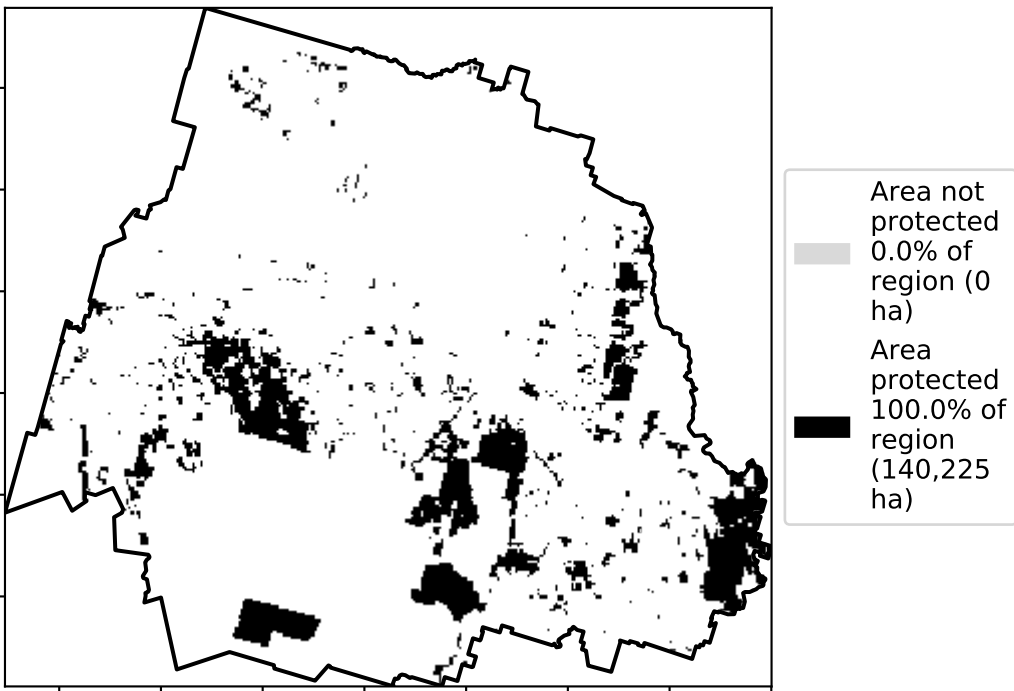 Area not
protected
0.0% of
region (0
ha)
Area
protected
100.0% of
region
(140,225
ha)